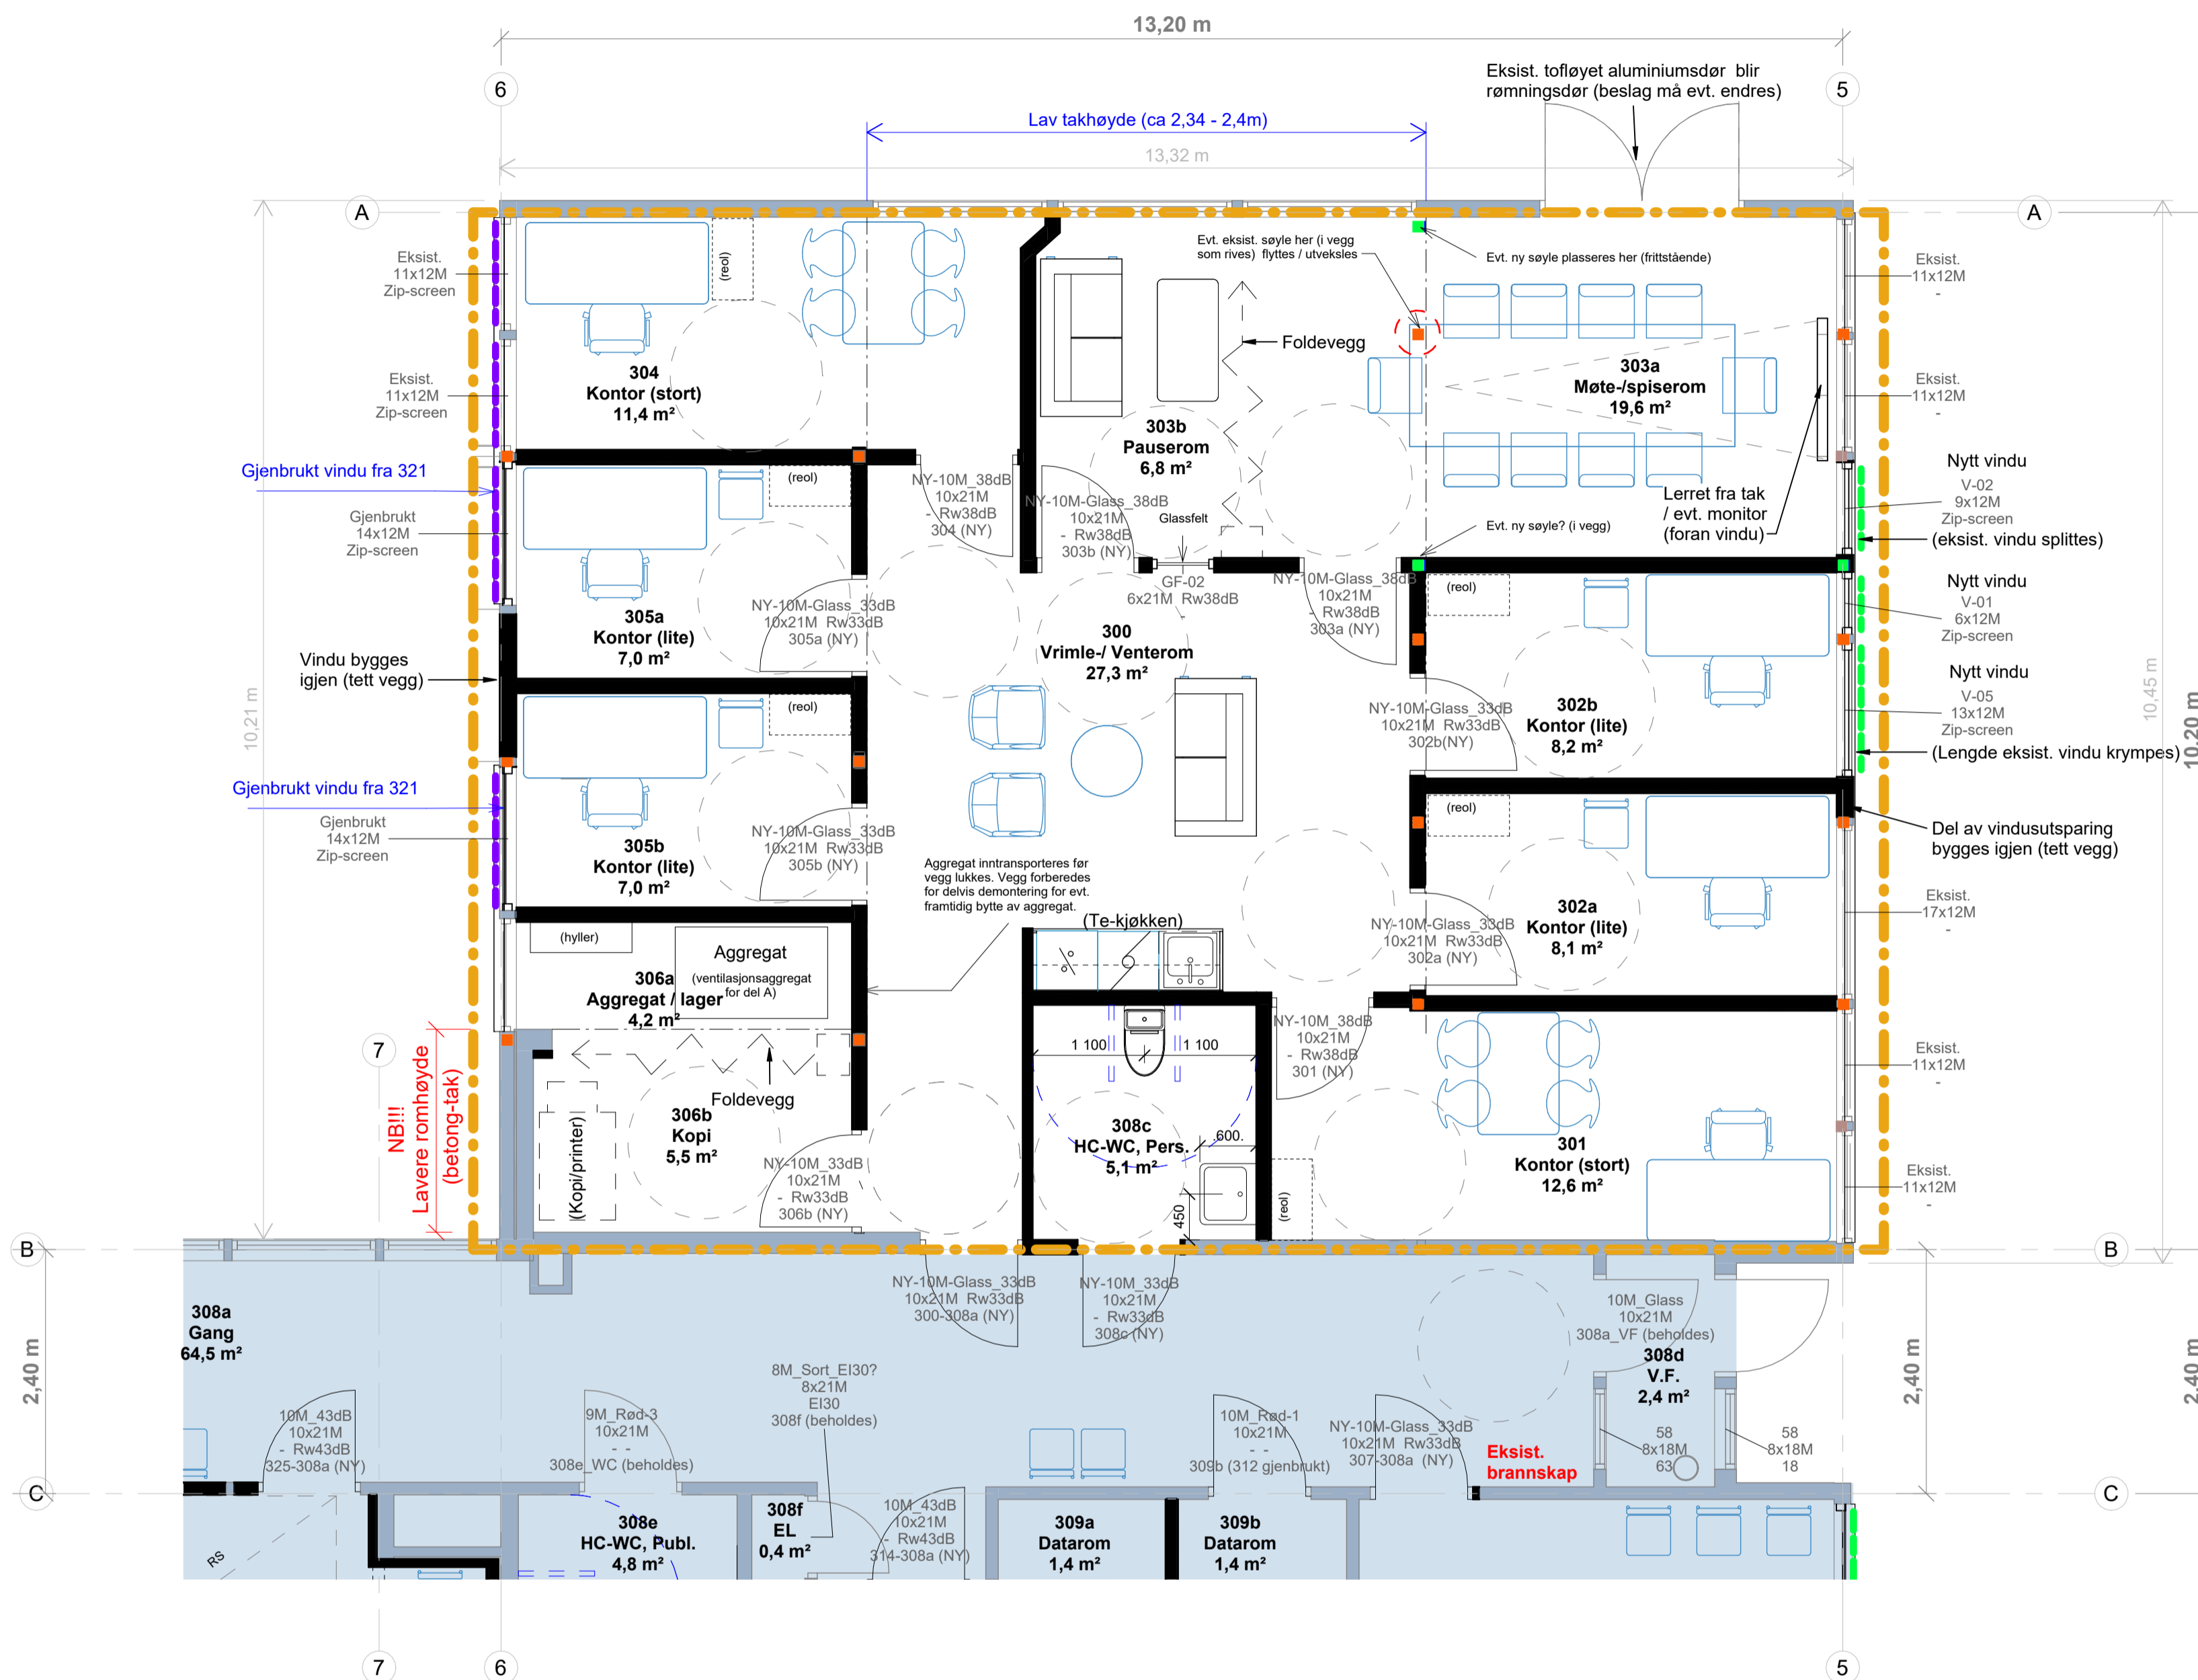 13,20 m
6
5
Eksist. tofløyet aluminiumsdør blir
rømningsdør (beslag må evt. endres)
Lav takhøyde (ca 2,34 - 2,4m)
13,32 m
A
A
Eksist.
11x12M
Zip-screen
Eksist.
11x12M
Zip-screen
Gjenbrukt vindu fra 321
Gjenbrukt
14x12M
Zip-screen
Vindu bygges
igjen (tett vegg)
10,21 m
Gjenbrukt vindu fra 321
Gjenbrukt
14x12M
Zip-screen
NB!!!
Lavere romhøyde
(betong-tak)
7
(reol)
304
Kontor (stort)
11,4 m²
(reol)
305a
Kontor (lite)
7,0 m²
(reol)
305b
Kontor (lite)
7,0 m²
(hyller)
Aggregat
(ventilasjonsaggregat
for del A)
306a
Aggregat / lager
4,2 m²
Foldevegg
306b
Kopi
5,5 m²
(Kopi/printer)
NY-10M_33dB
10x21M
- Rw33dB
306b (NY)
NY-10M_38dB
10x21M
- Rw38dB
304 (NY)
NY-10M-Glass_33dB
10x21M Rw33dB
305a (NY)
NY-10M-Glass_33dB
10x21M Rw33dB
305b (NY)
Evt. eksist. søyle her (i vegg
som rives) flyttes / utveksles
Evt. ny søyle plasseres her (frittstående)
Foldevegg
303b
Pauserom
6,8 m²
NY-10M-Glass_38dB
10x21M
- Rw38dB
303b (NY)
Glassfelt
GF-02
6x21M Rw38dB
-
303a
Møte-/spiserom
19,6 m²
Lerret fra tak
/ evt. monitor
(foran vindu)
Evt. ny søyle? (i vegg)
NY-10M-Glass_38dB
10x21M
- Rw38dB
303a (NY)
300
Vrimle-/ Venterom
27,3 m²
(reol)
302b
Kontor (lite)
8,2 m²
NY-10M-Glass_33dB
10x21M Rw33dB
302b(NY)
(reol)
302a
Kontor (lite)
8,1 m²
NY-10M-Glass_33dB
10x21M Rw33dB
302a (NY)
Aggregat inntransporteres før
vegg lukkes. Vegg forberedes
for delvis demontering for evt.
framtidig bytte av aggregat.
(Te-kjøkken)
1 100
1 100
308c
HC-WC, Pers.
5,1 m²
600
450
NY-10M_38dB
10x21M
- Rw38dB
301 (NY)
(reol)
301
Kontor (stort)
12,6 m²
Eksist.
11x12M
-
Eksist.
11x12M
-
Nytt vindu
V-02
9x12M
Zip-screen
(eksist. vindu splittes)
Nytt vindu
V-01
6x12M
Zip-screen
Nytt vindu
V-05
13x12M
Zip-screen
(Lengde eksist. vindu krympes)
Del av vindusutsparing
bygges igjen (tett vegg)
Eksist.
17x12M
-
Eksist.
11x12M
-
Eksist.
11x12M
-
10,45 m
10,20 m
B
B
308a
Gang
64,5 m²
NY-10M-Glass_33dB
10x21M Rw33dB
300-308a (NY)
NY-10M_33dB
10x21M
- Rw33dB
308c (NY)
10M_Glass
10x21M
308a_VF (beholdes)
308d
V.F.
2,4 m²
2,40 m
2,40 m
2,40 m
10M_43dB
10x21M
- Rw43dB
325-308a (NY)
9M_Rød-3
10x21M
- -
308e_WC (beholdes)
8M_Sort_EI30?
8x21M
EI30
308f (beholdes)
10M_Rød-1
10x21M
- -
309b (312 gjenbrukt)
NY-10M-Glass_33dB
10x21M Rw33dB
307-308a (NY)
Eksist.
brannskap
58
8x18M
63
58
8x18M
18
C
C
RS
308e
HC-WC, Publ.
4,8 m²
308f
EL
0,4 m²
10M_43dB
10x21M
- Rw43dB
314-308a (NY)
309a
Datarom
1,4 m²
309b
Datarom
1,4 m²
7
6
5